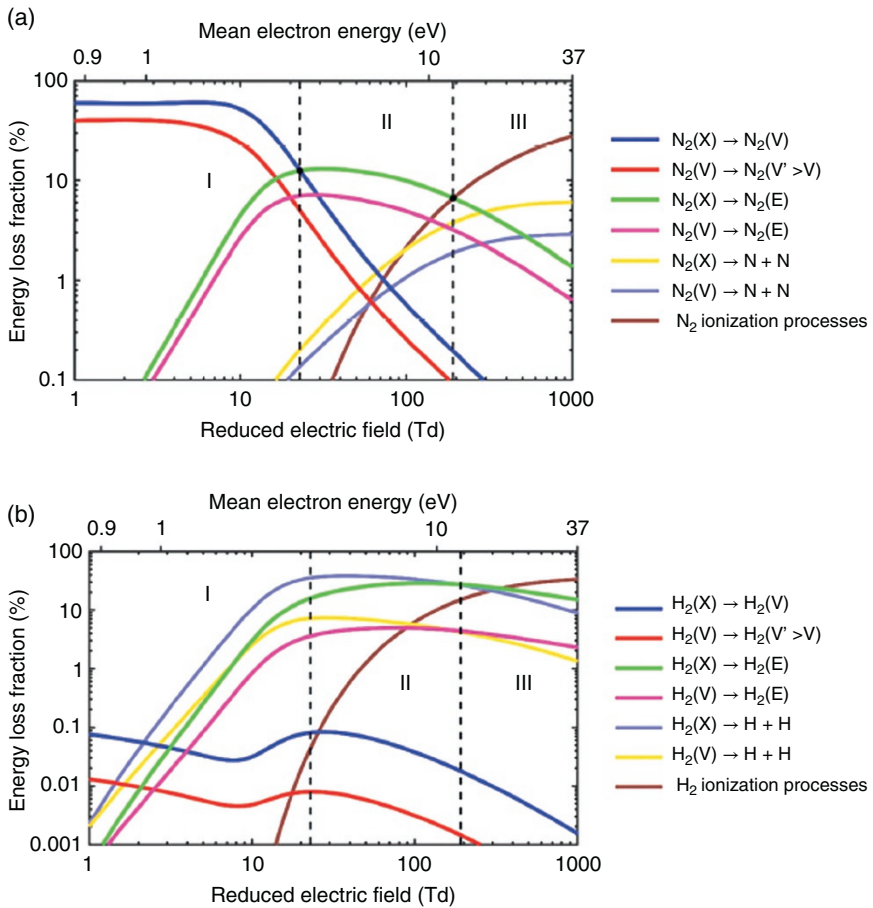 (a)
Mean electron energy (eV)
0.9 1 10 37
100
10
1
0.1
Energy loss fraction (%)
I II III
1 10 100 1000
Reduced electric field (Td)
N₂(X) → N₂(V)
N₂(V) → N₂(V' >V)
N₂(X) → N₂(E)
N₂(V) → N₂(E)
N₂(X) → N + N
N₂(V) → N + N
N₂ ionization processes
(b)
Mean electron energy (eV)
0.9 1 10 37
100
10
1
0.1
0.01
0.001
Energy loss fraction (%)
I II III
1 10 100 1000
Reduced electric field (Td)
H₂(X) → H₂(V)
H₂(V) → H₂(V' >V)
H₂(X) → H₂(E)
H₂(V) → H₂(E)
H₂(X) → H + H
H₂(V) → H + H
H₂ ionization processes